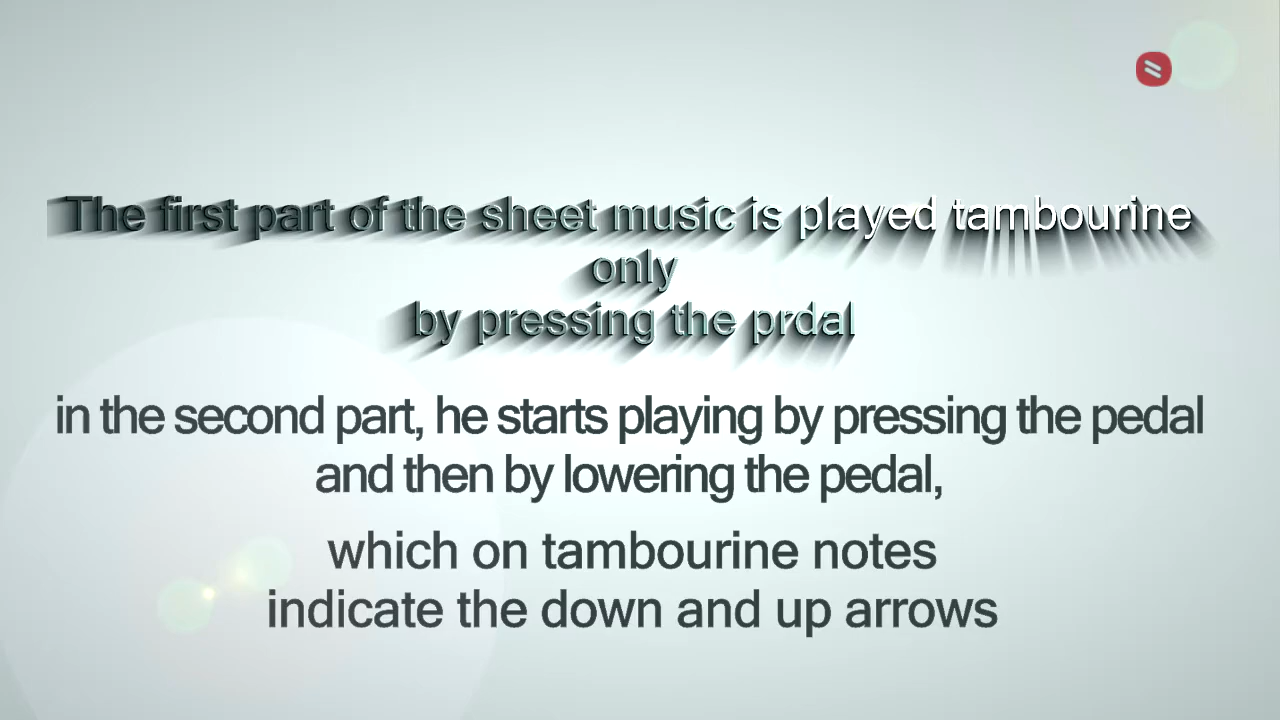 The first part of the sheet music is played tambourine
only
by pressing the prdal
in the second part, he starts playing by pressing the pedal
and then by lowering the pedal,
which on tambourine notes
indicate the down and up arrows